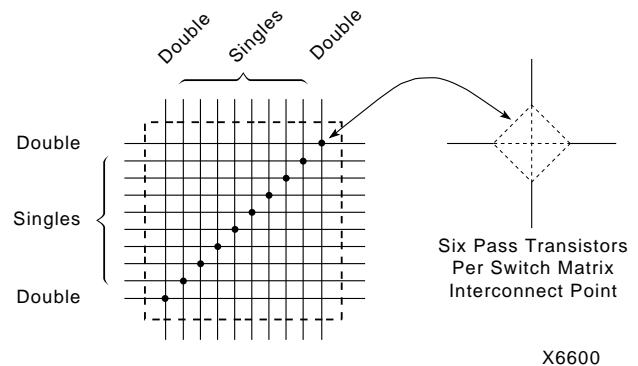 Double
Singles
Double
Double
Singles
Double
Six Pass Transistors
Per Switch Matrix
Interconnect Point
X6600